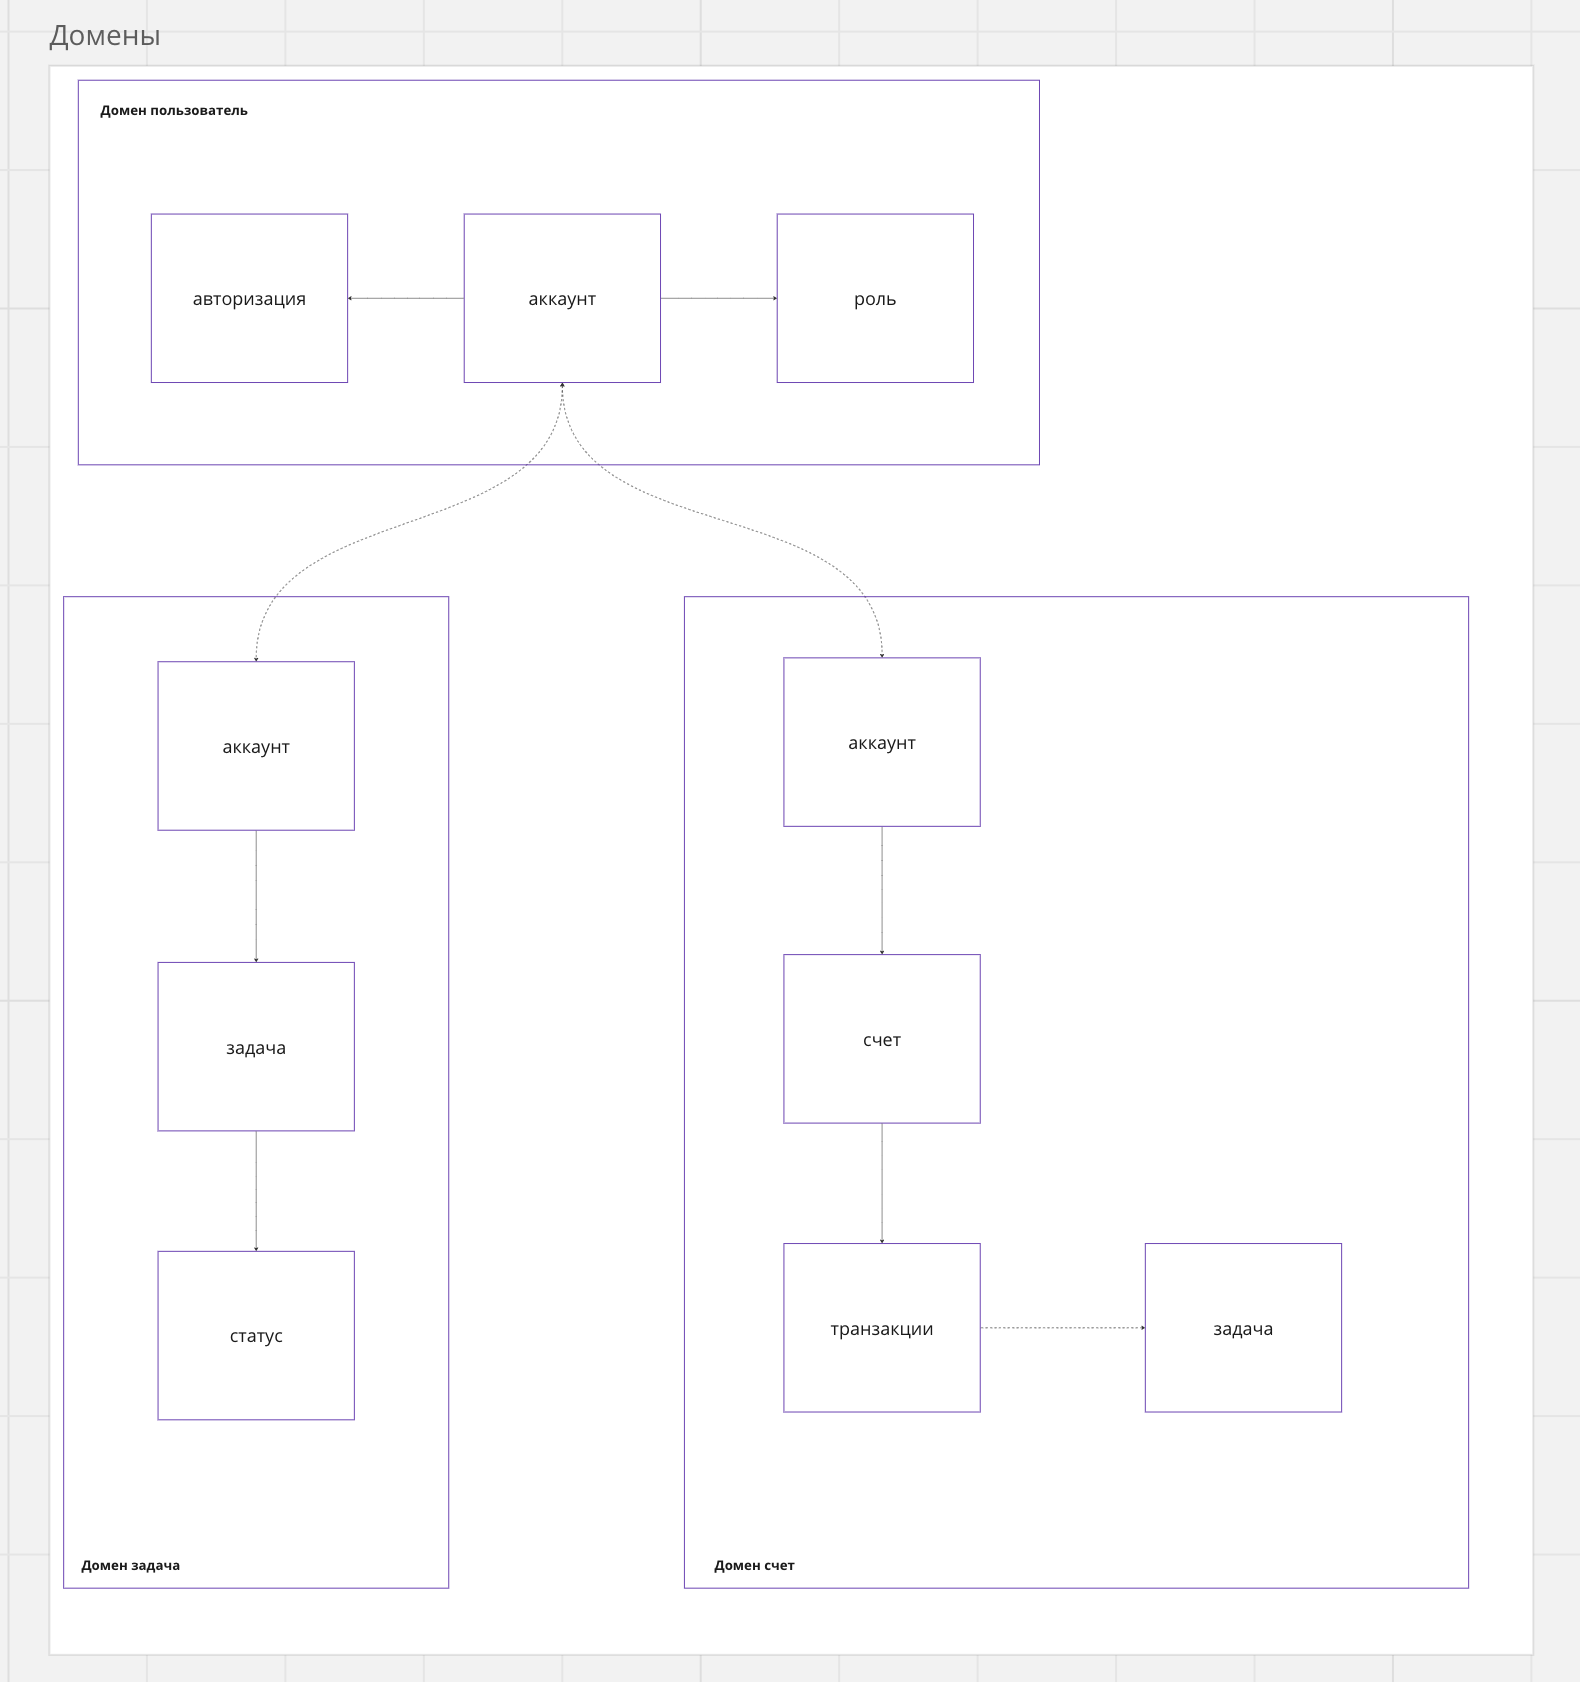 Домены
Домен пользователь
авторизация
аккаунт
роль
аккаунт
задача
статус
Домен задача
аккаунт
счет
транзакции
задача
Домен счет